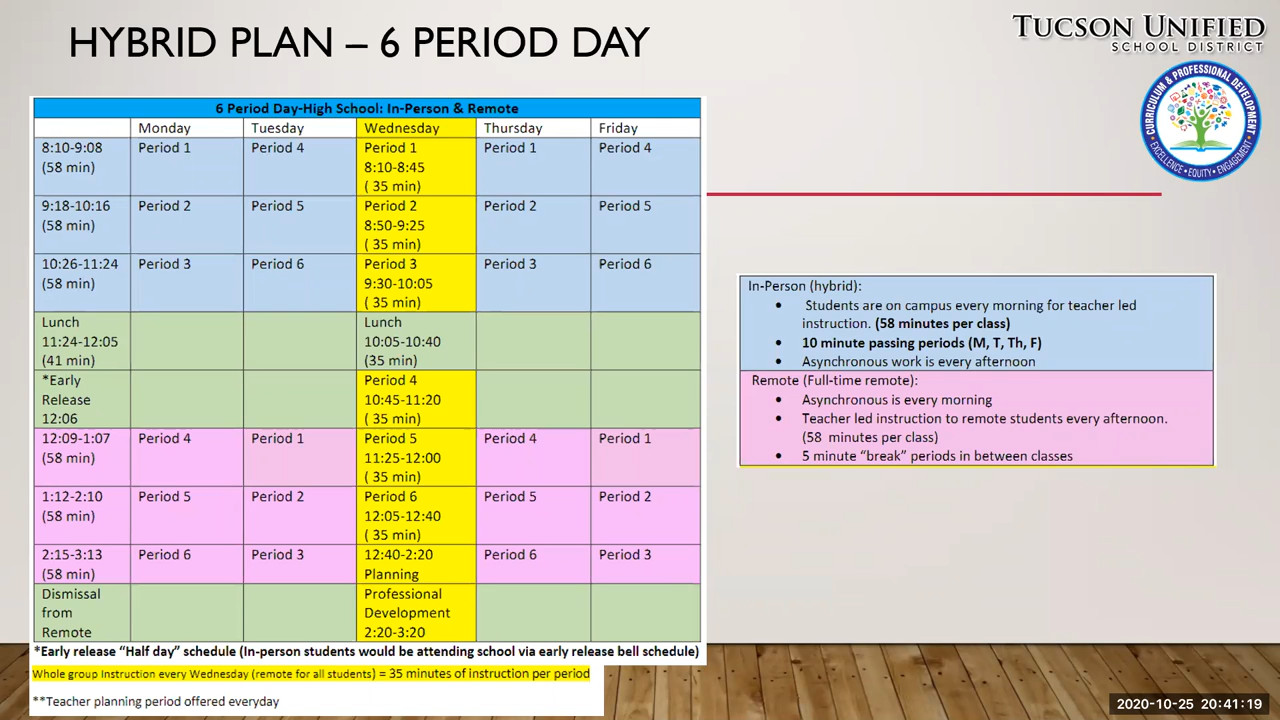 HYBRID PLAN – 6 PERIOD DAY
TUCSON UNIFIED
SCHOOL DISTRICT
CURRICULUM & PROFESSIONAL DEVELOPMENT
EXCELLENCE · EQUITY · ENGAGEMENT
6 Period Day-High School: In-Person & Remote
Monday Tuesday Wednesday Thursday Friday
8:10-9:08 Period 1 Period 4 Period 1 Period 1 Period 4
(58 min) 8:10-8:45
( 35 min)
9:18-10:16 Period 2 Period 5 Period 2 Period 2 Period 5
(58 min) 8:50-9:25
( 35 min)
10:26-11:24 Period 3 Period 6 Period 3 Period 3 Period 6
(58 min) 9:30-10:05
( 35 min)
Lunch Lunch
11:24-12:05 10:05-10:40
(41 min) (35 min)
*Early Period 4
Release 10:45-11:20
12:06 ( 35 min)
12:09-1:07 Period 4 Period 1 Period 5 Period 4 Period 1
(58 min) 11:25-12:00
( 35 min)
1:12-2:10 Period 5 Period 2 Period 6 Period 5 Period 2
(58 min) 12:05-12:40
( 35 min)
2:15-3:13 Period 6 Period 3 12:40-2:20 Period 6 Period 3
(58 min) Planning
Dismissal Professional
from Development
Remote 2:20-3:20
*Early release “Half day” schedule (In-person students would be attending school via early release bell schedule)
Whole group Instruction every Wednesday (remote for all students) = 35 minutes of instruction per period
**Teacher planning period offered everyday
In-Person (hybrid):
• Students are on campus every morning for teacher led
instruction. (58 minutes per class)
• 10 minute passing periods (M, T, Th, F)
• Asynchronous work is every afternoon
Remote (Full-time remote):
• Asynchronous is every morning
• Teacher led instruction to remote students every afternoon.
(58 minutes per class)
• 5 minute “break” periods in between classes
2020-10-25 20:41:19